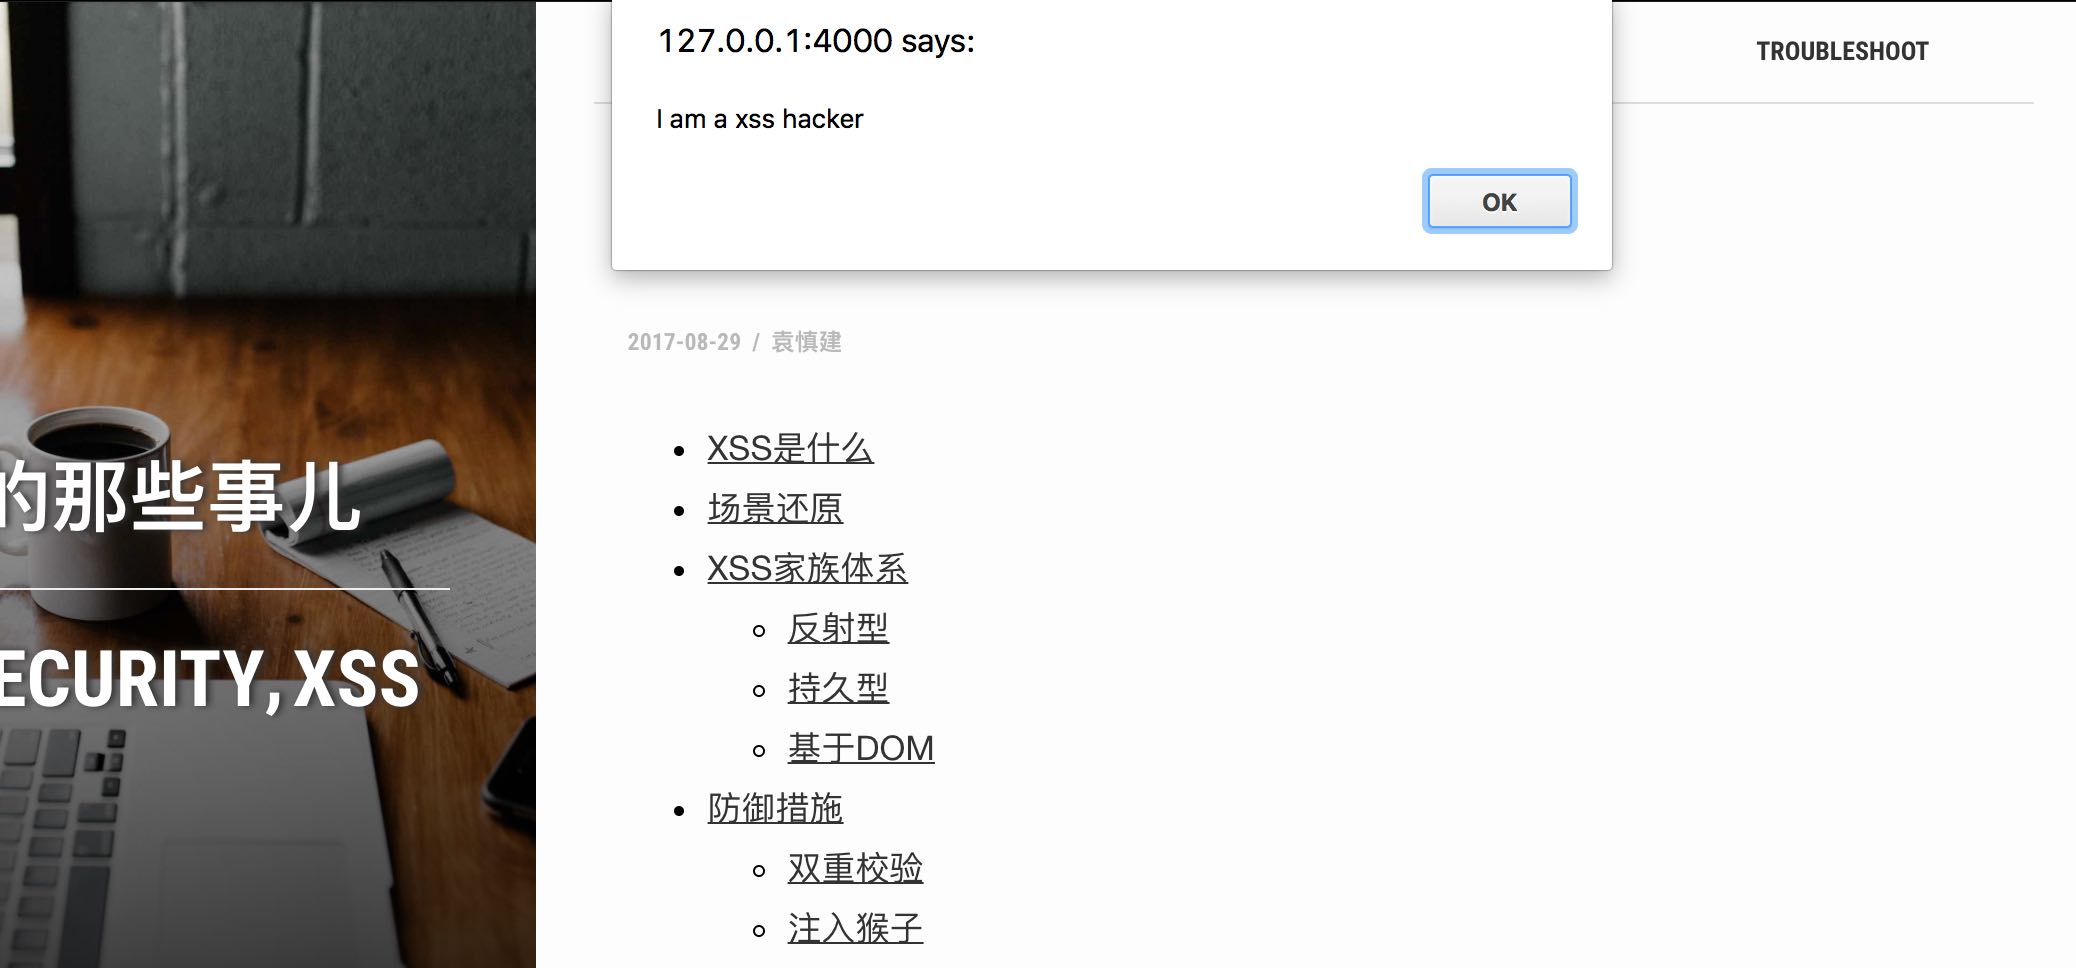 127.0.0.1:4000 says:
I am a xss hacker
OK
TROUBLESHOOT
的那些事儿
ECURITY, XSS
2017-08-29 / 袁慎建
XSS是什么
场景还原
XSS家族体系
反射型
持久型
基于DOM
防御措施
双重校验
注入猴子